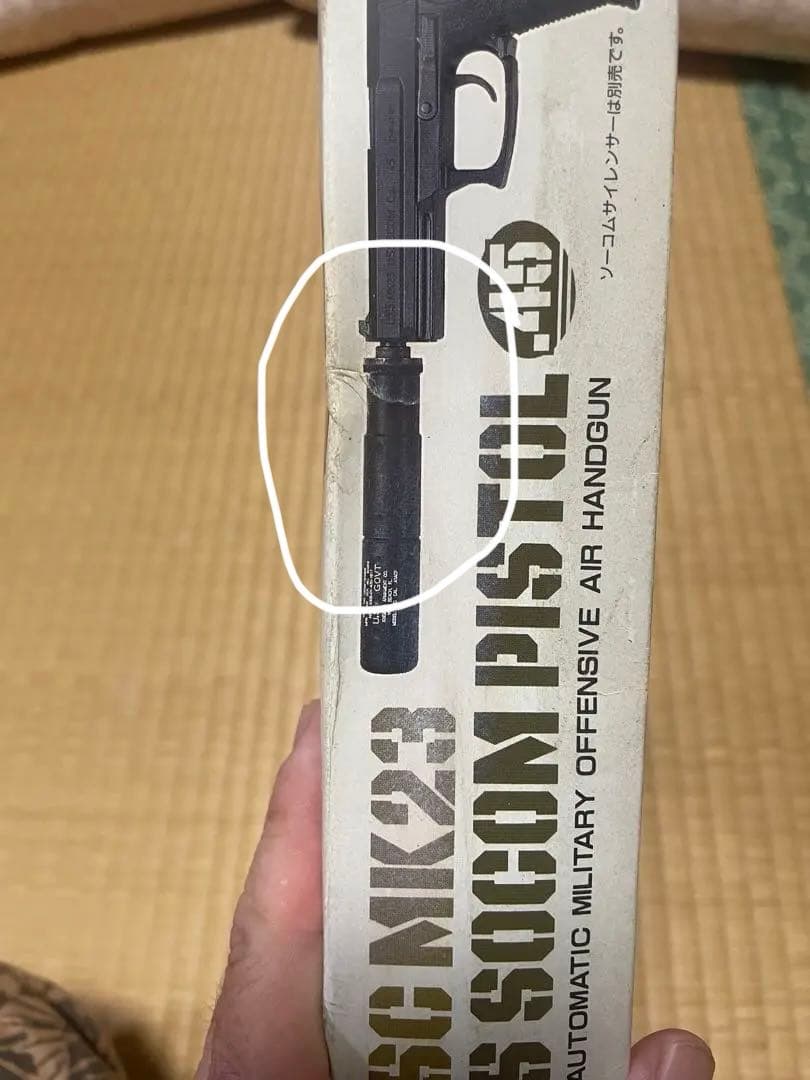 ソーコムサイレンサーは別売です。
.45
SC MK23
S SOCOM PISTOL
AUTOMATIC MILITARY OFFENSIVE AIR HANDGUN
GOVT